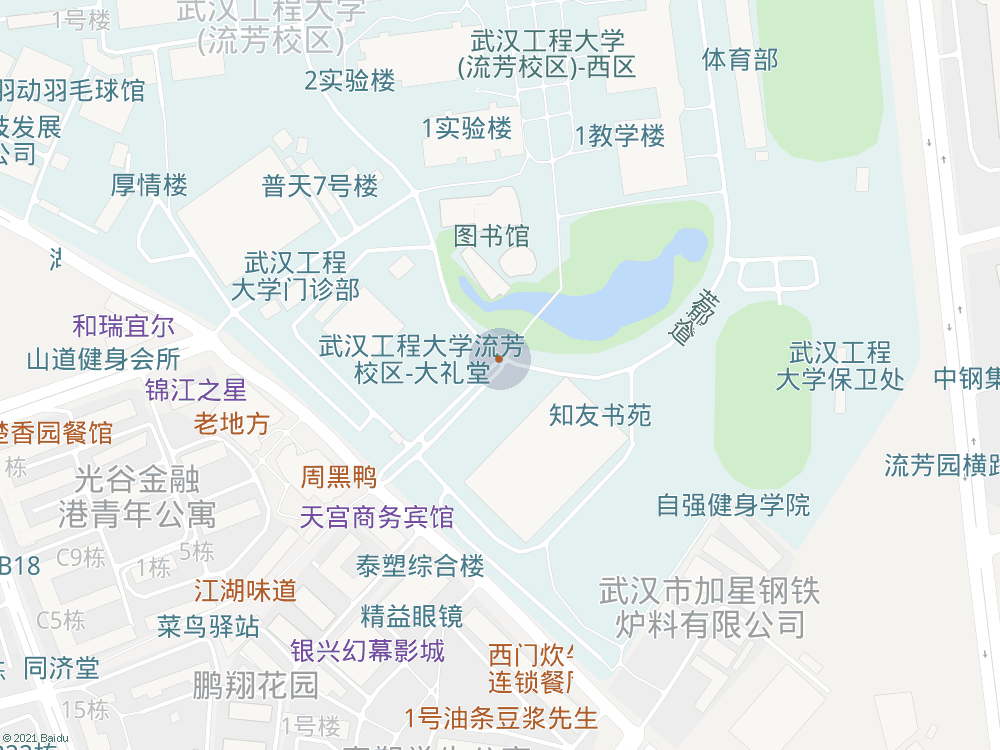 1号楼
武汉工程大学
(流芳校区)
武汉工程大学
(流芳校区)-西区
体育部
2实验楼
羽动羽毛球馆
技发展
公司
1实验楼
1教学楼
厚情楼
普天7号楼
图书馆
武汉工程
大学门诊部
芳邻道
和瑞宜尔
山道健身会所
武汉工程大学流芳
校区-大礼堂
武汉工程
大学保卫处
中钢集
锦江之星
老地方
知友书苑
楚香园餐馆
栋
光谷金融
港青年公寓
周黑鸭
流芳园横路
天宫商务宾馆
自强健身学院
C9栋
5栋
1栋
B18
泰塑综合楼
江湖味道
武汉市加星钢铁
炉料有限公司
C5栋
菜鸟驿站
精益眼镜
银兴幻幕影城
西门炊
连锁餐厅
同济堂
鹏翔花园
15栋
1号楼
1号油条豆浆先生
© 2021 Baidu